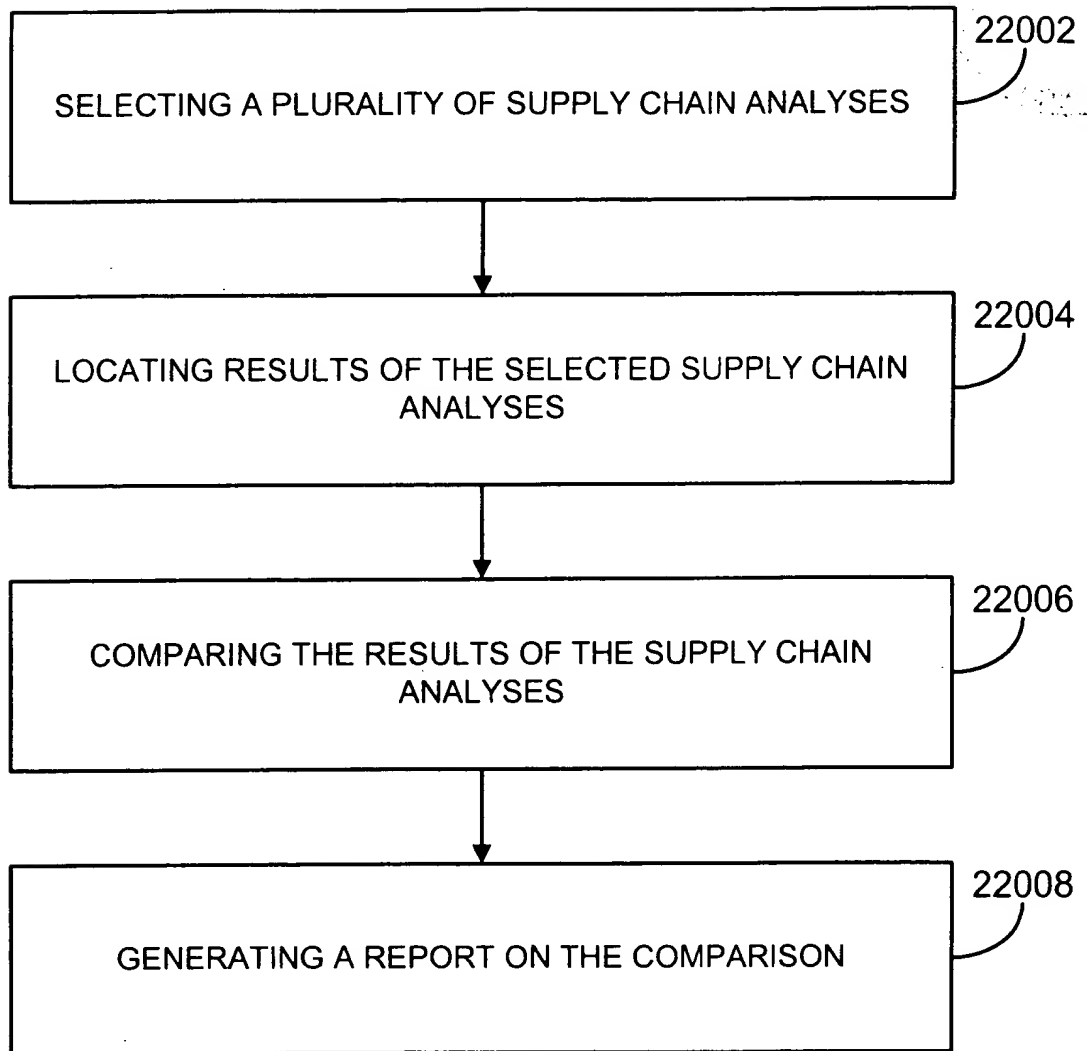 22002
SELECTING A PLURALITY OF SUPPLY CHAIN ANALYSES
22004
LOCATING RESULTS OF THE SELECTED SUPPLY CHAIN
ANALYSES
22006
COMPARING THE RESULTS OF THE SUPPLY CHAIN
ANALYSES
22008
GENERATING A REPORT ON THE COMPARISON